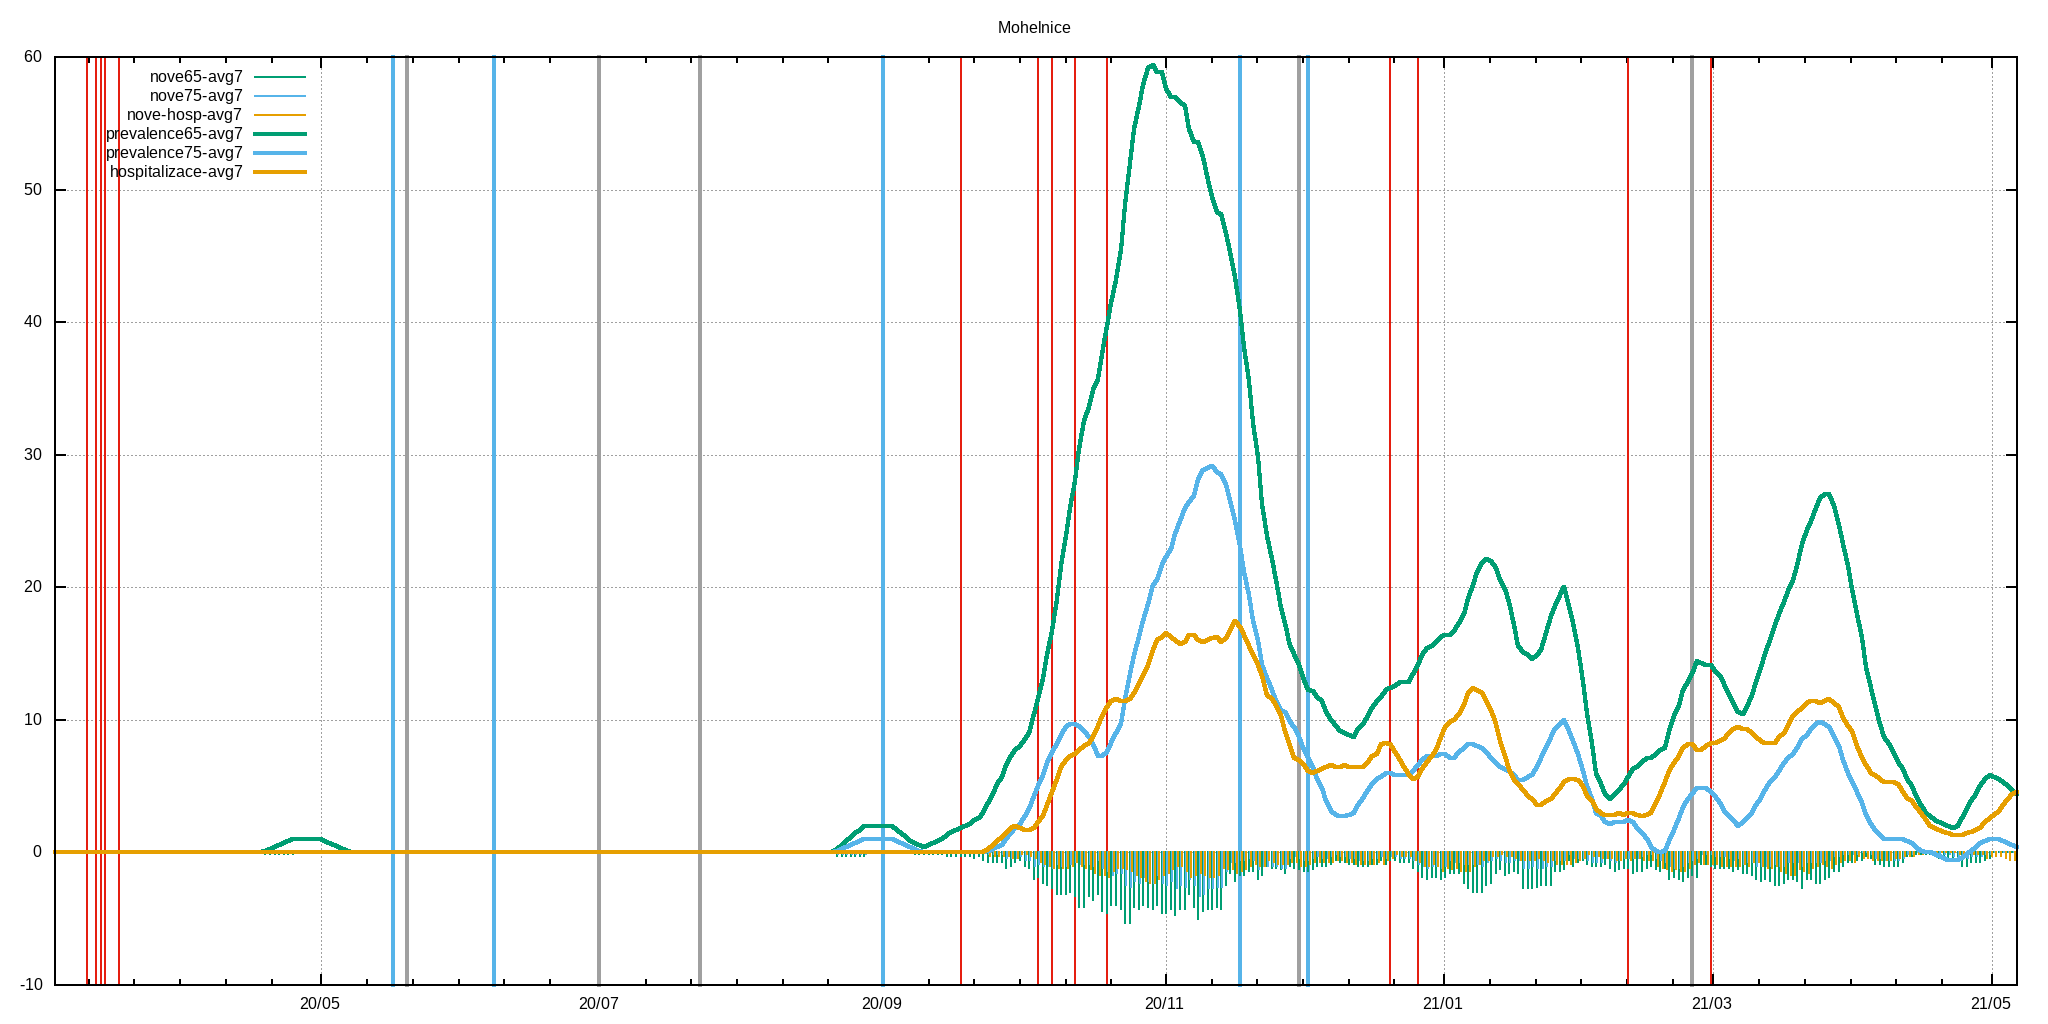 Mohelnice
60
nove65-avg7
nove75-avg7
nove-hosp-avg7
prevalence65-avg7
prevalence75-avg7
hospitalizace-avg7
50
40
30
20
10
0
-10
20/05 20/07 20/09 20/11 21/01 21/03 21/05